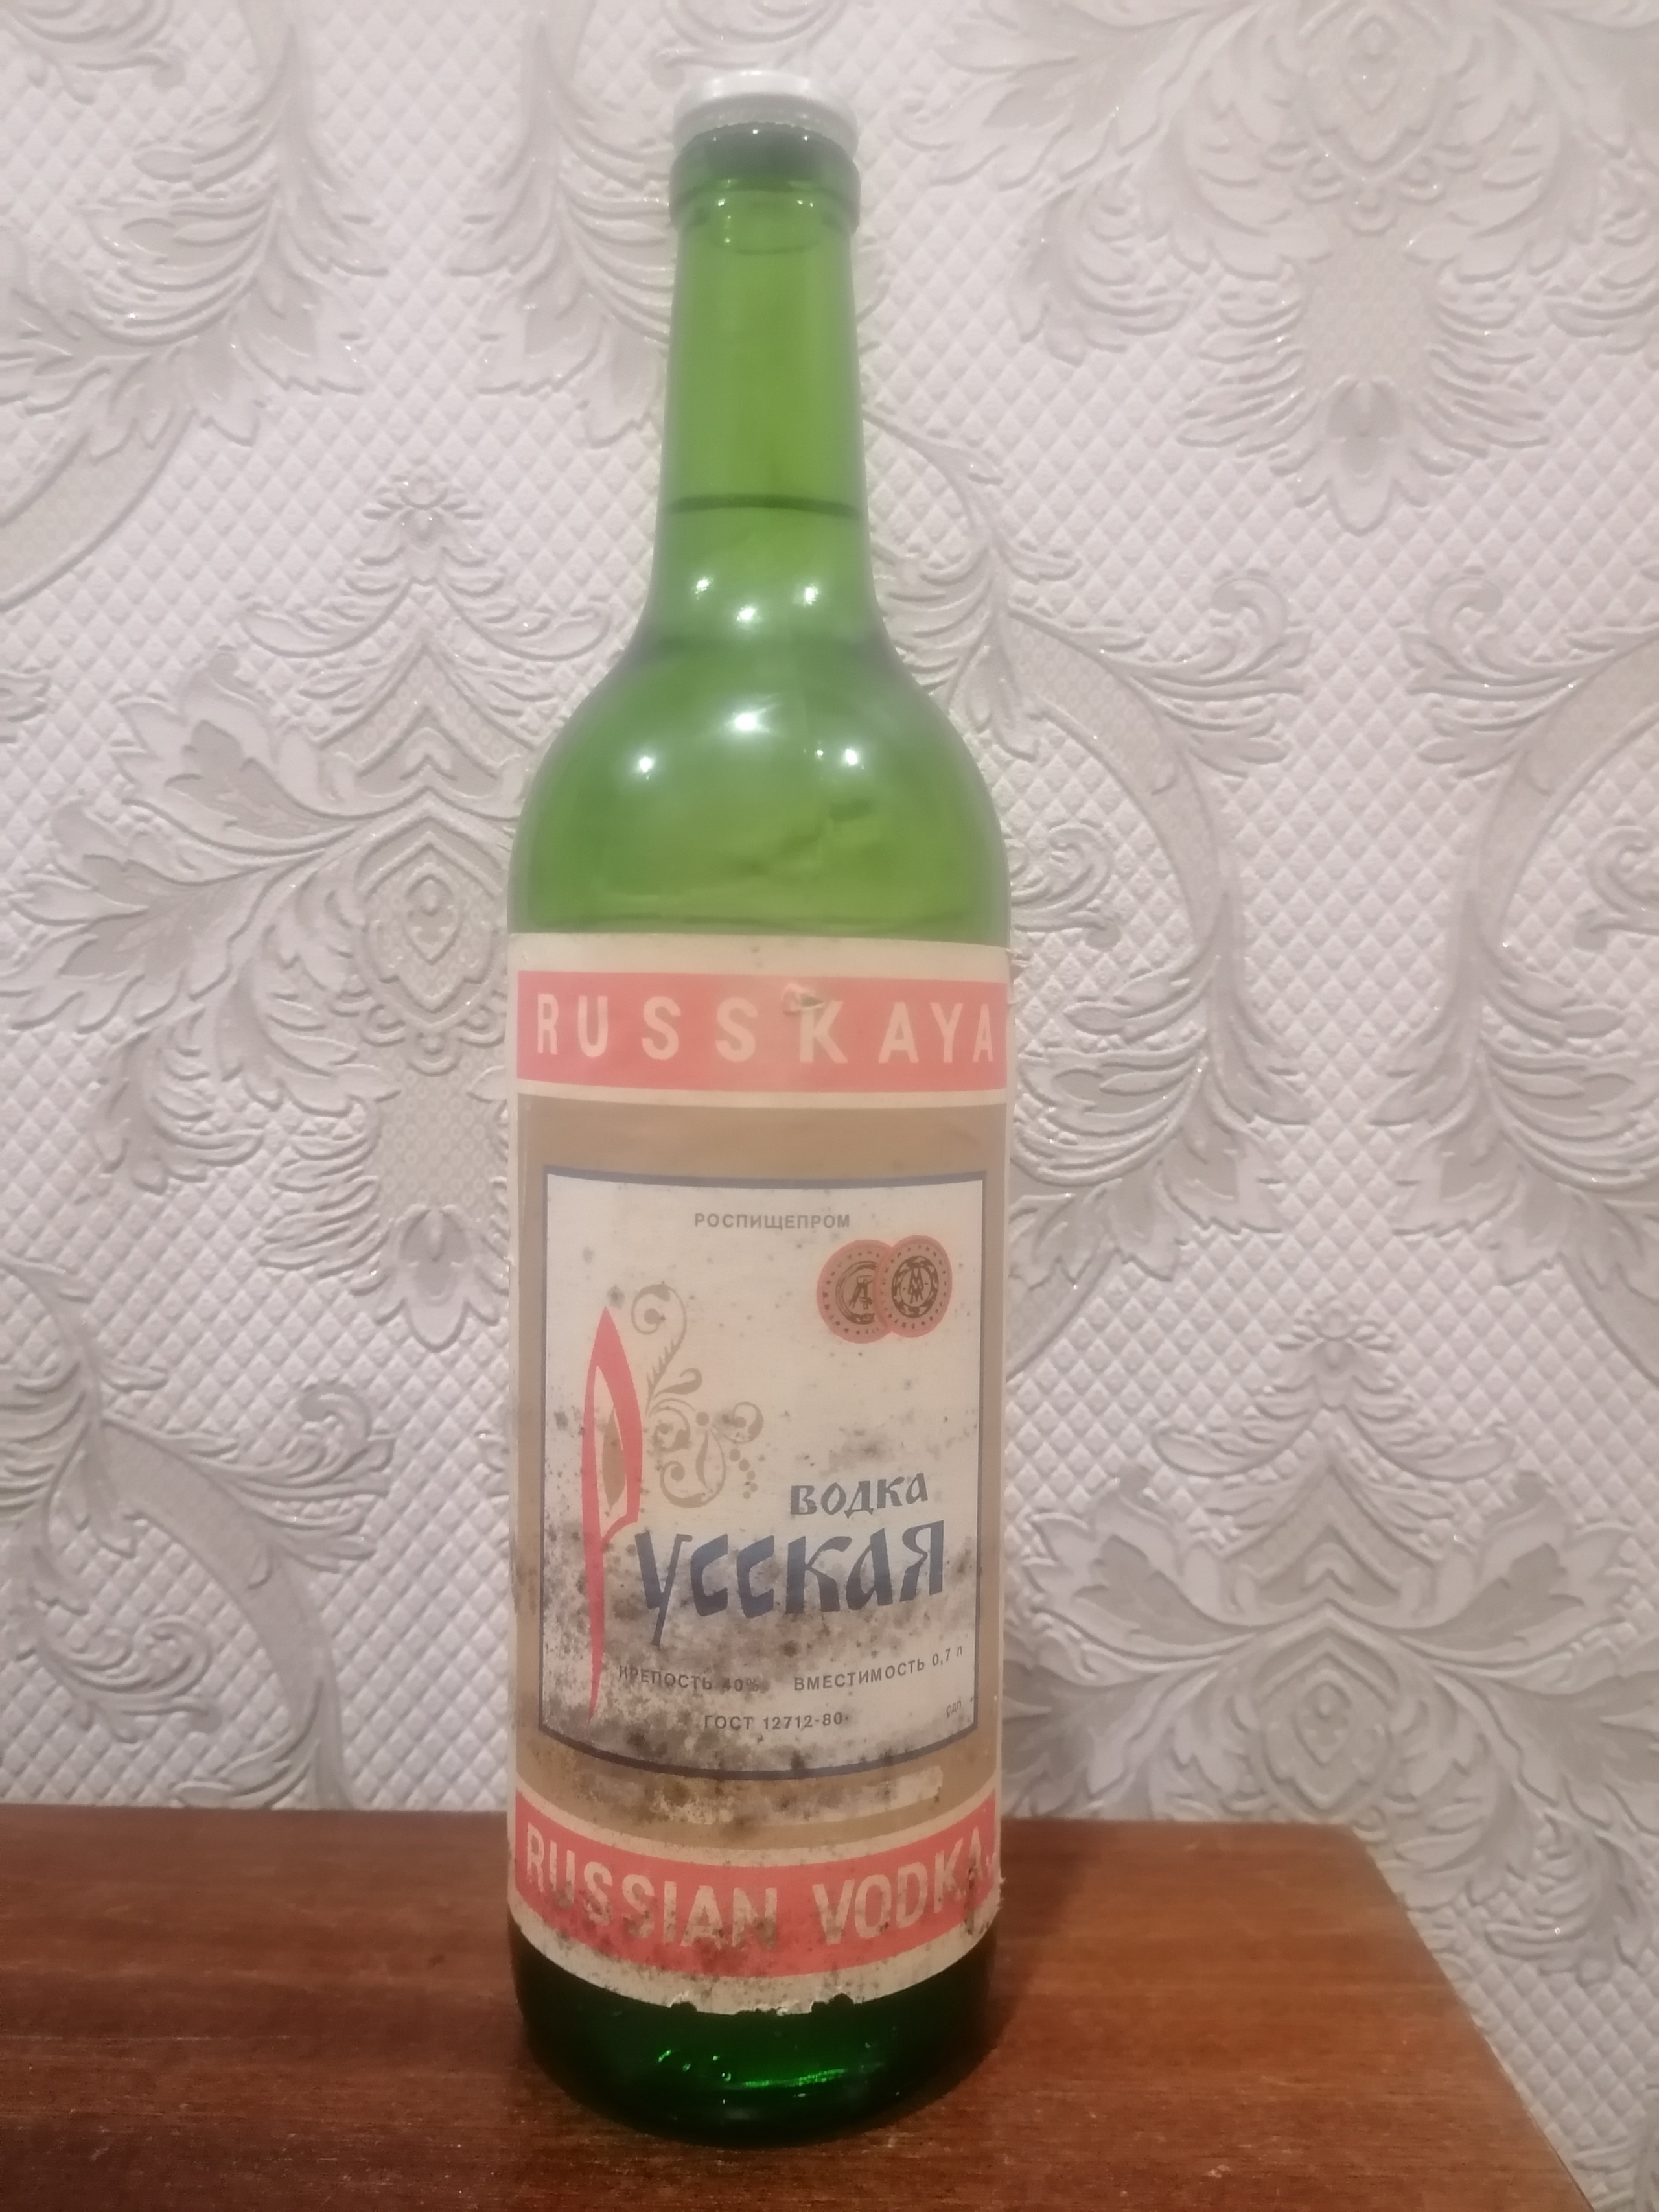 RUSSKAYA
РОСПИЩЕПРОМ
ВОДКА
Русская
КРЕПОСТЬ 40% ВМЕСТИМОСТЬ 0,7 л
ГОСТ 12712-80
RUSSIAN VODKA